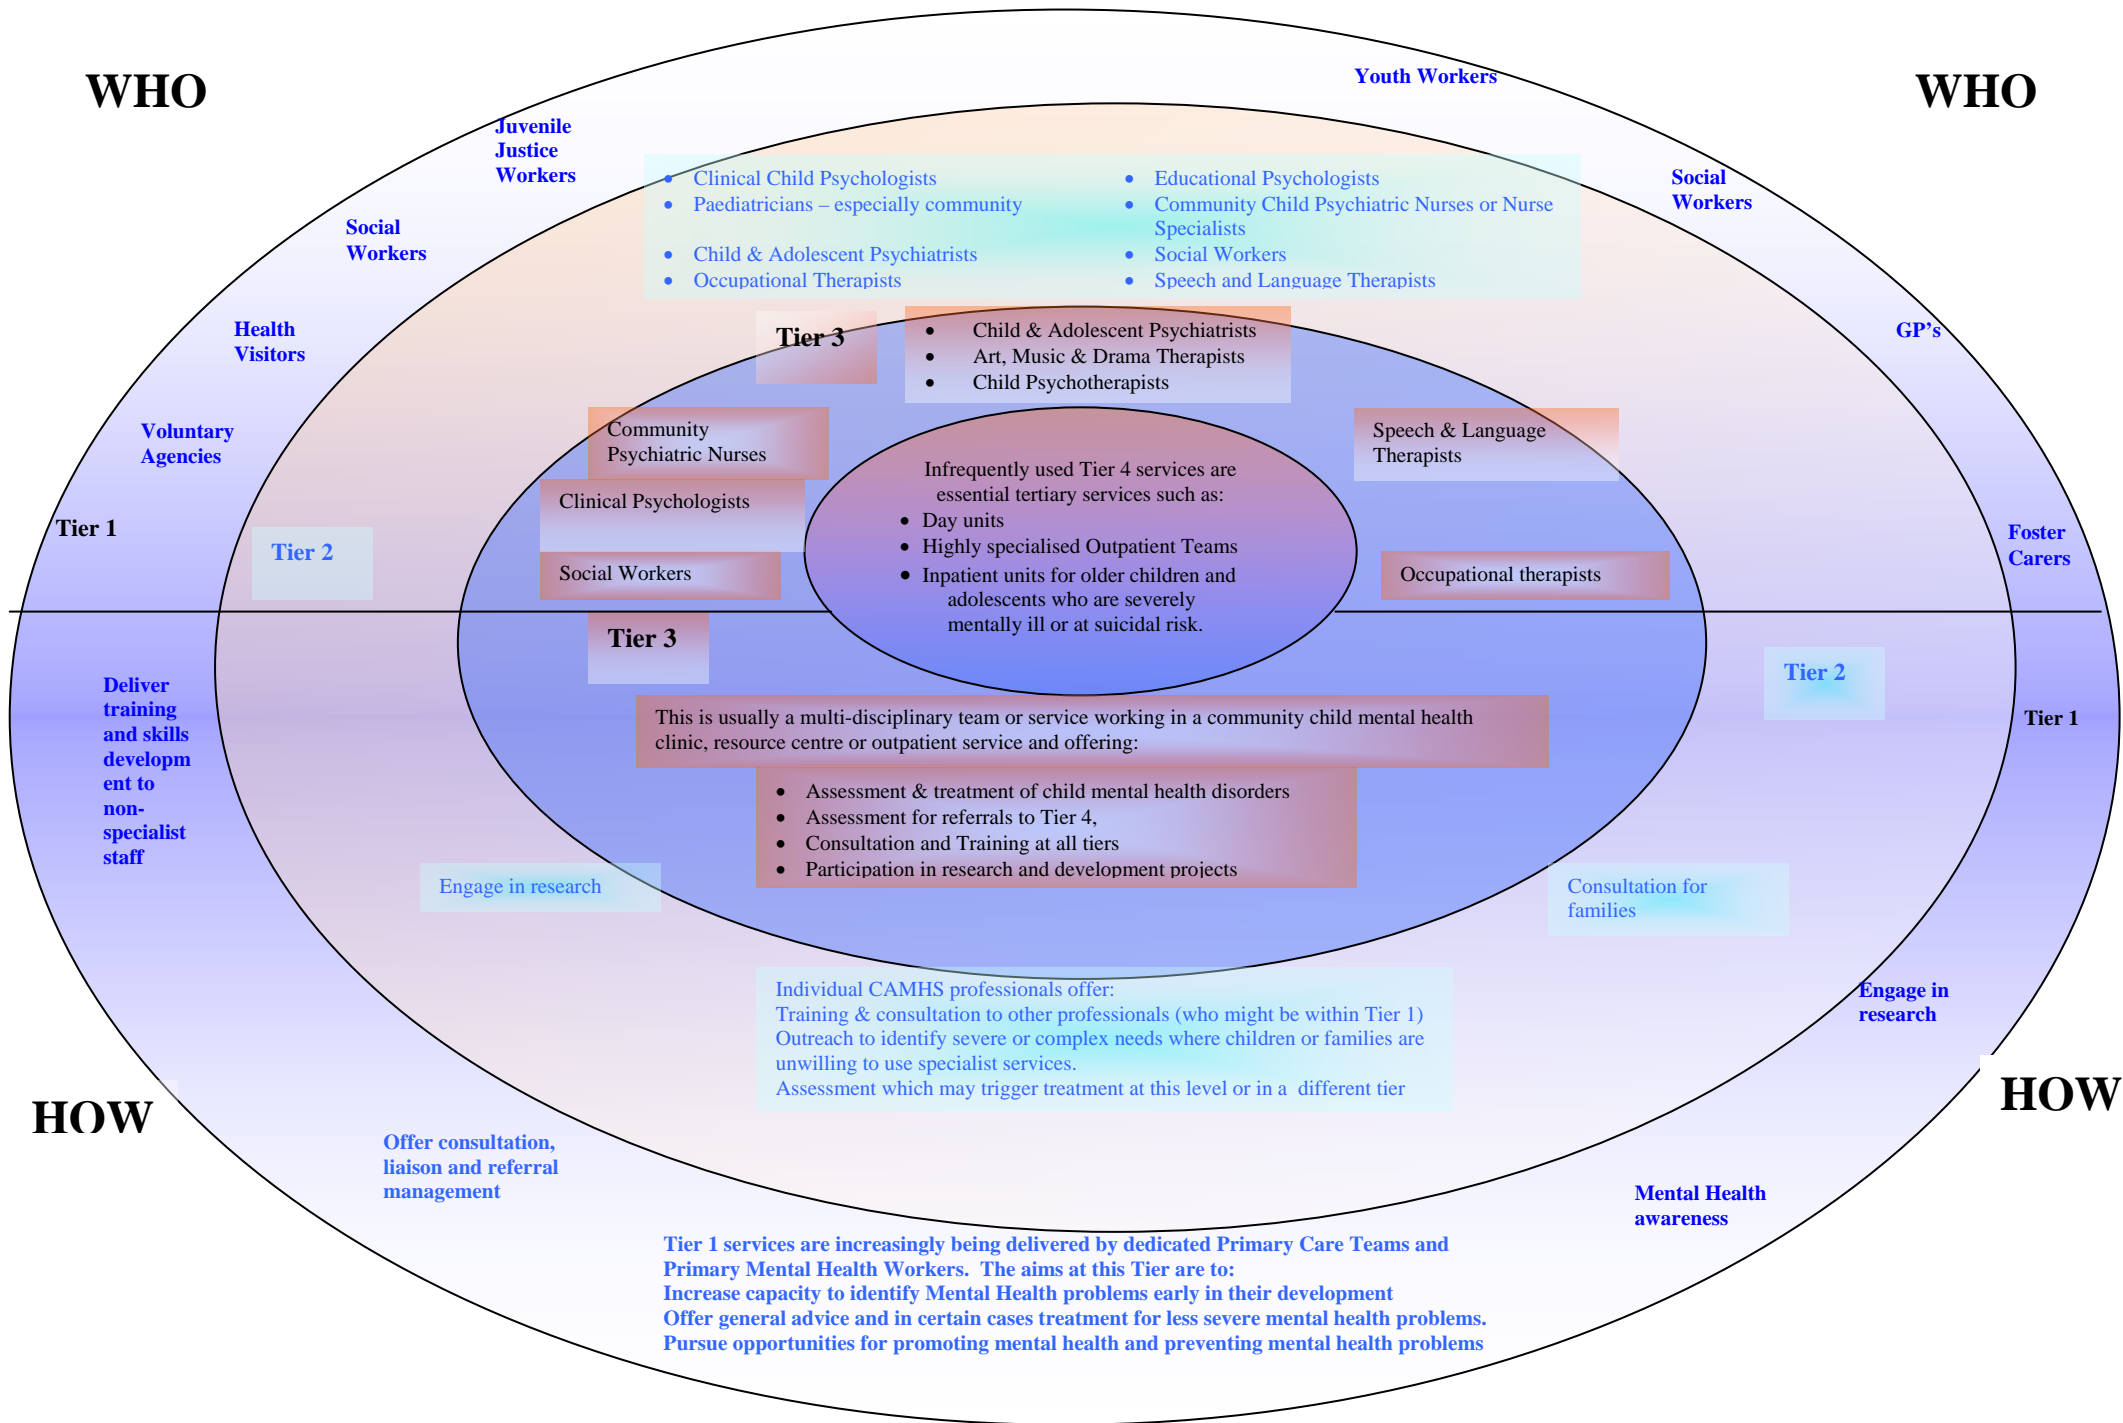 WHO
WHO
Youth Workers
Juvenile
Justice
Workers
Social
Workers
Social
Workers
Health
Visitors
GP's
Voluntary
Agencies
Foster
Carers
Tier 1
• Clinical Child Psychologists
• Paediatricians – especially community
• Child & Adolescent Psychiatrists
• Occupational Therapists
• Educational Psychologists
• Community Child Psychiatric Nurses or Nurse
Specialists
• Social Workers
• Speech and Language Therapists
Tier 2
Tier 3
• Child & Adolescent Psychiatrists
• Art, Music & Drama Therapists
• Child Psychotherapists
Community
Psychiatric Nurses
Clinical Psychologists
Social Workers
Speech & Language
Therapists
Occupational therapists
Infrequently used Tier 4 services are
essential tertiary services such as:
• Day units
• Highly specialised Outpatient Teams
• Inpatient units for older children and
adolescents who are severely
mentally ill or at suicidal risk.
Tier 3
This is usually a multi-disciplinary team or service working in a community child mental health
clinic, resource centre or outpatient service and offering:
• Assessment & treatment of child mental health disorders
• Assessment for referrals to Tier 4,
• Consultation and Training at all tiers
• Participation in research and development projects
Tier 2
Tier 1
Deliver
training
and skills
developm
ent to
non-
specialist
staff
Engage in research
Consultation for
families
Individual CAMHS professionals offer:
Training & consultation to other professionals (who might be within Tier 1)
Outreach to identify severe or complex needs where children or families are
unwilling to use specialist services.
Assessment which may trigger treatment at this level or in a different tier
Engage in
research
HOW
HOW
Offer consultation,
liaison and referral
management
Mental Health
awareness
Tier 1 services are increasingly being delivered by dedicated Primary Care Teams and
Primary Mental Health Workers. The aims at this Tier are to:
Increase capacity to identify Mental Health problems early in their development
Offer general advice and in certain cases treatment for less severe mental health problems.
Pursue opportunities for promoting mental health and preventing mental health problems